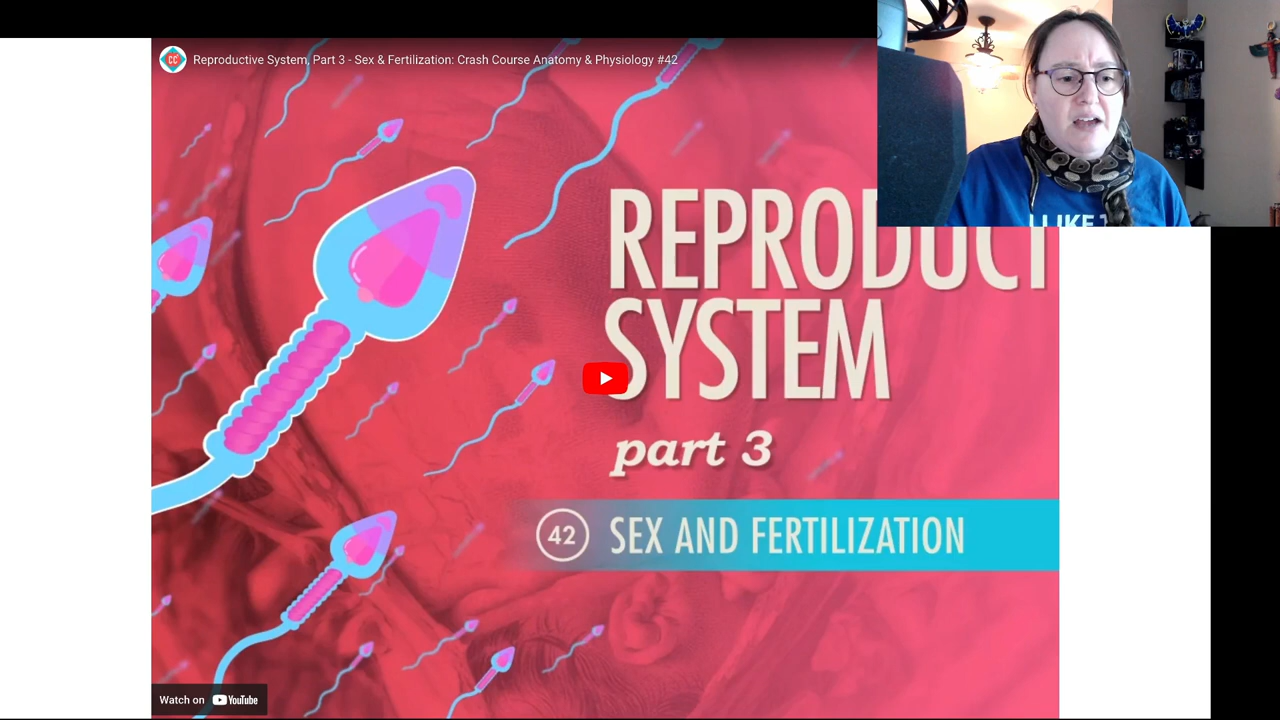 CC
Reproductive System, Part 3 - Sex & Fertilization: Crash Course Anatomy & Physiology #42
REPRODUCT
SYSTEM
part 3
42 SEX AND FERTILIZATION
I LIKE
Watch on YouTube